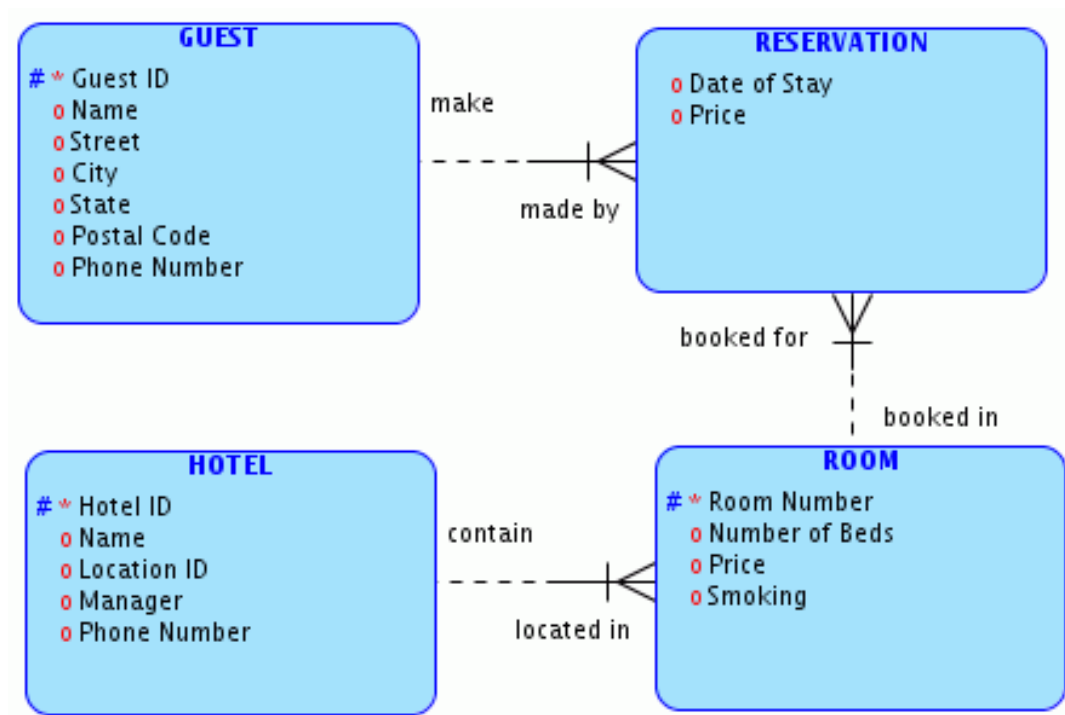 GUEST
# * Guest ID
o Name
o Street
o City
o State
o Postal Code
o Phone Number
make
made by
RESERVATION
o Date of Stay
o Price
booked for
booked in
HOTEL
# * Hotel ID
o Name
o Location ID
o Manager
o Phone Number
contain
located in
ROOM
# * Room Number
o Number of Beds
o Price
o Smoking